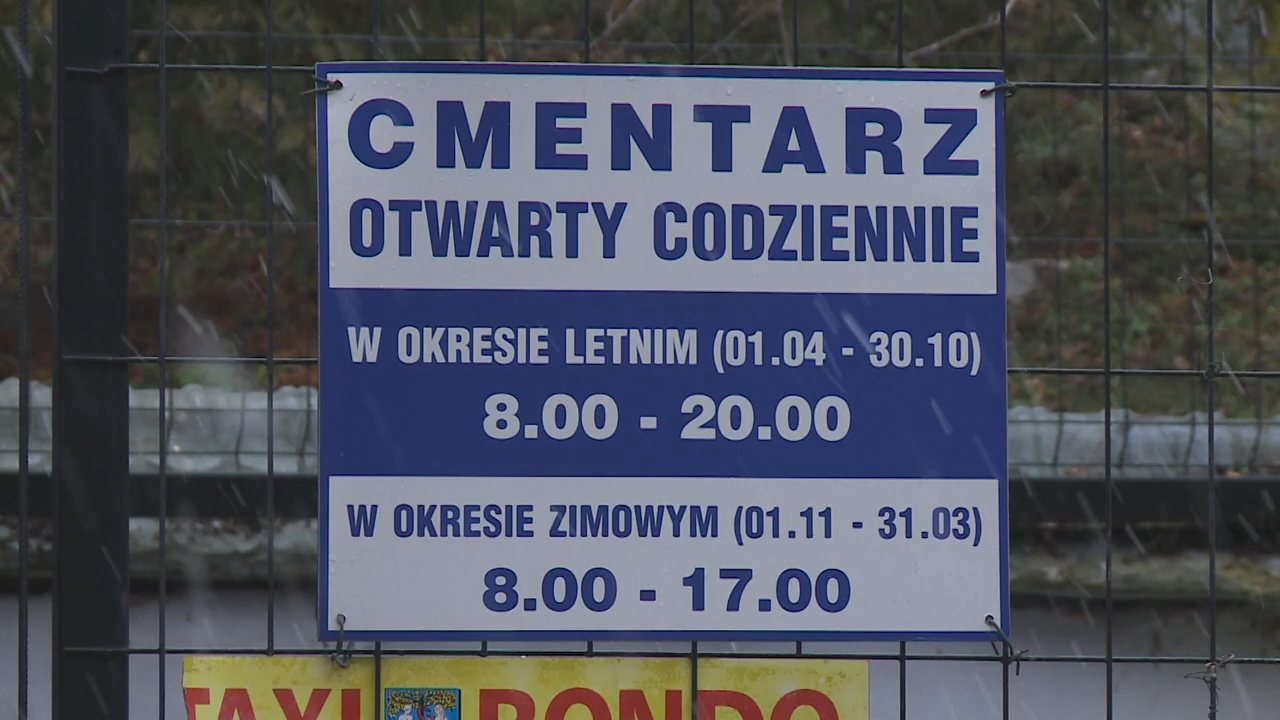 CMENTARZ
OTWARTY CODZIENNIE
W OKRESIE LETNIM (01.04 - 30.10)
8.00 - 20.00
W OKRESIE ZIMOWYM (01.11 - 31.03)
8.00 - 17.00
TAXI RONDO